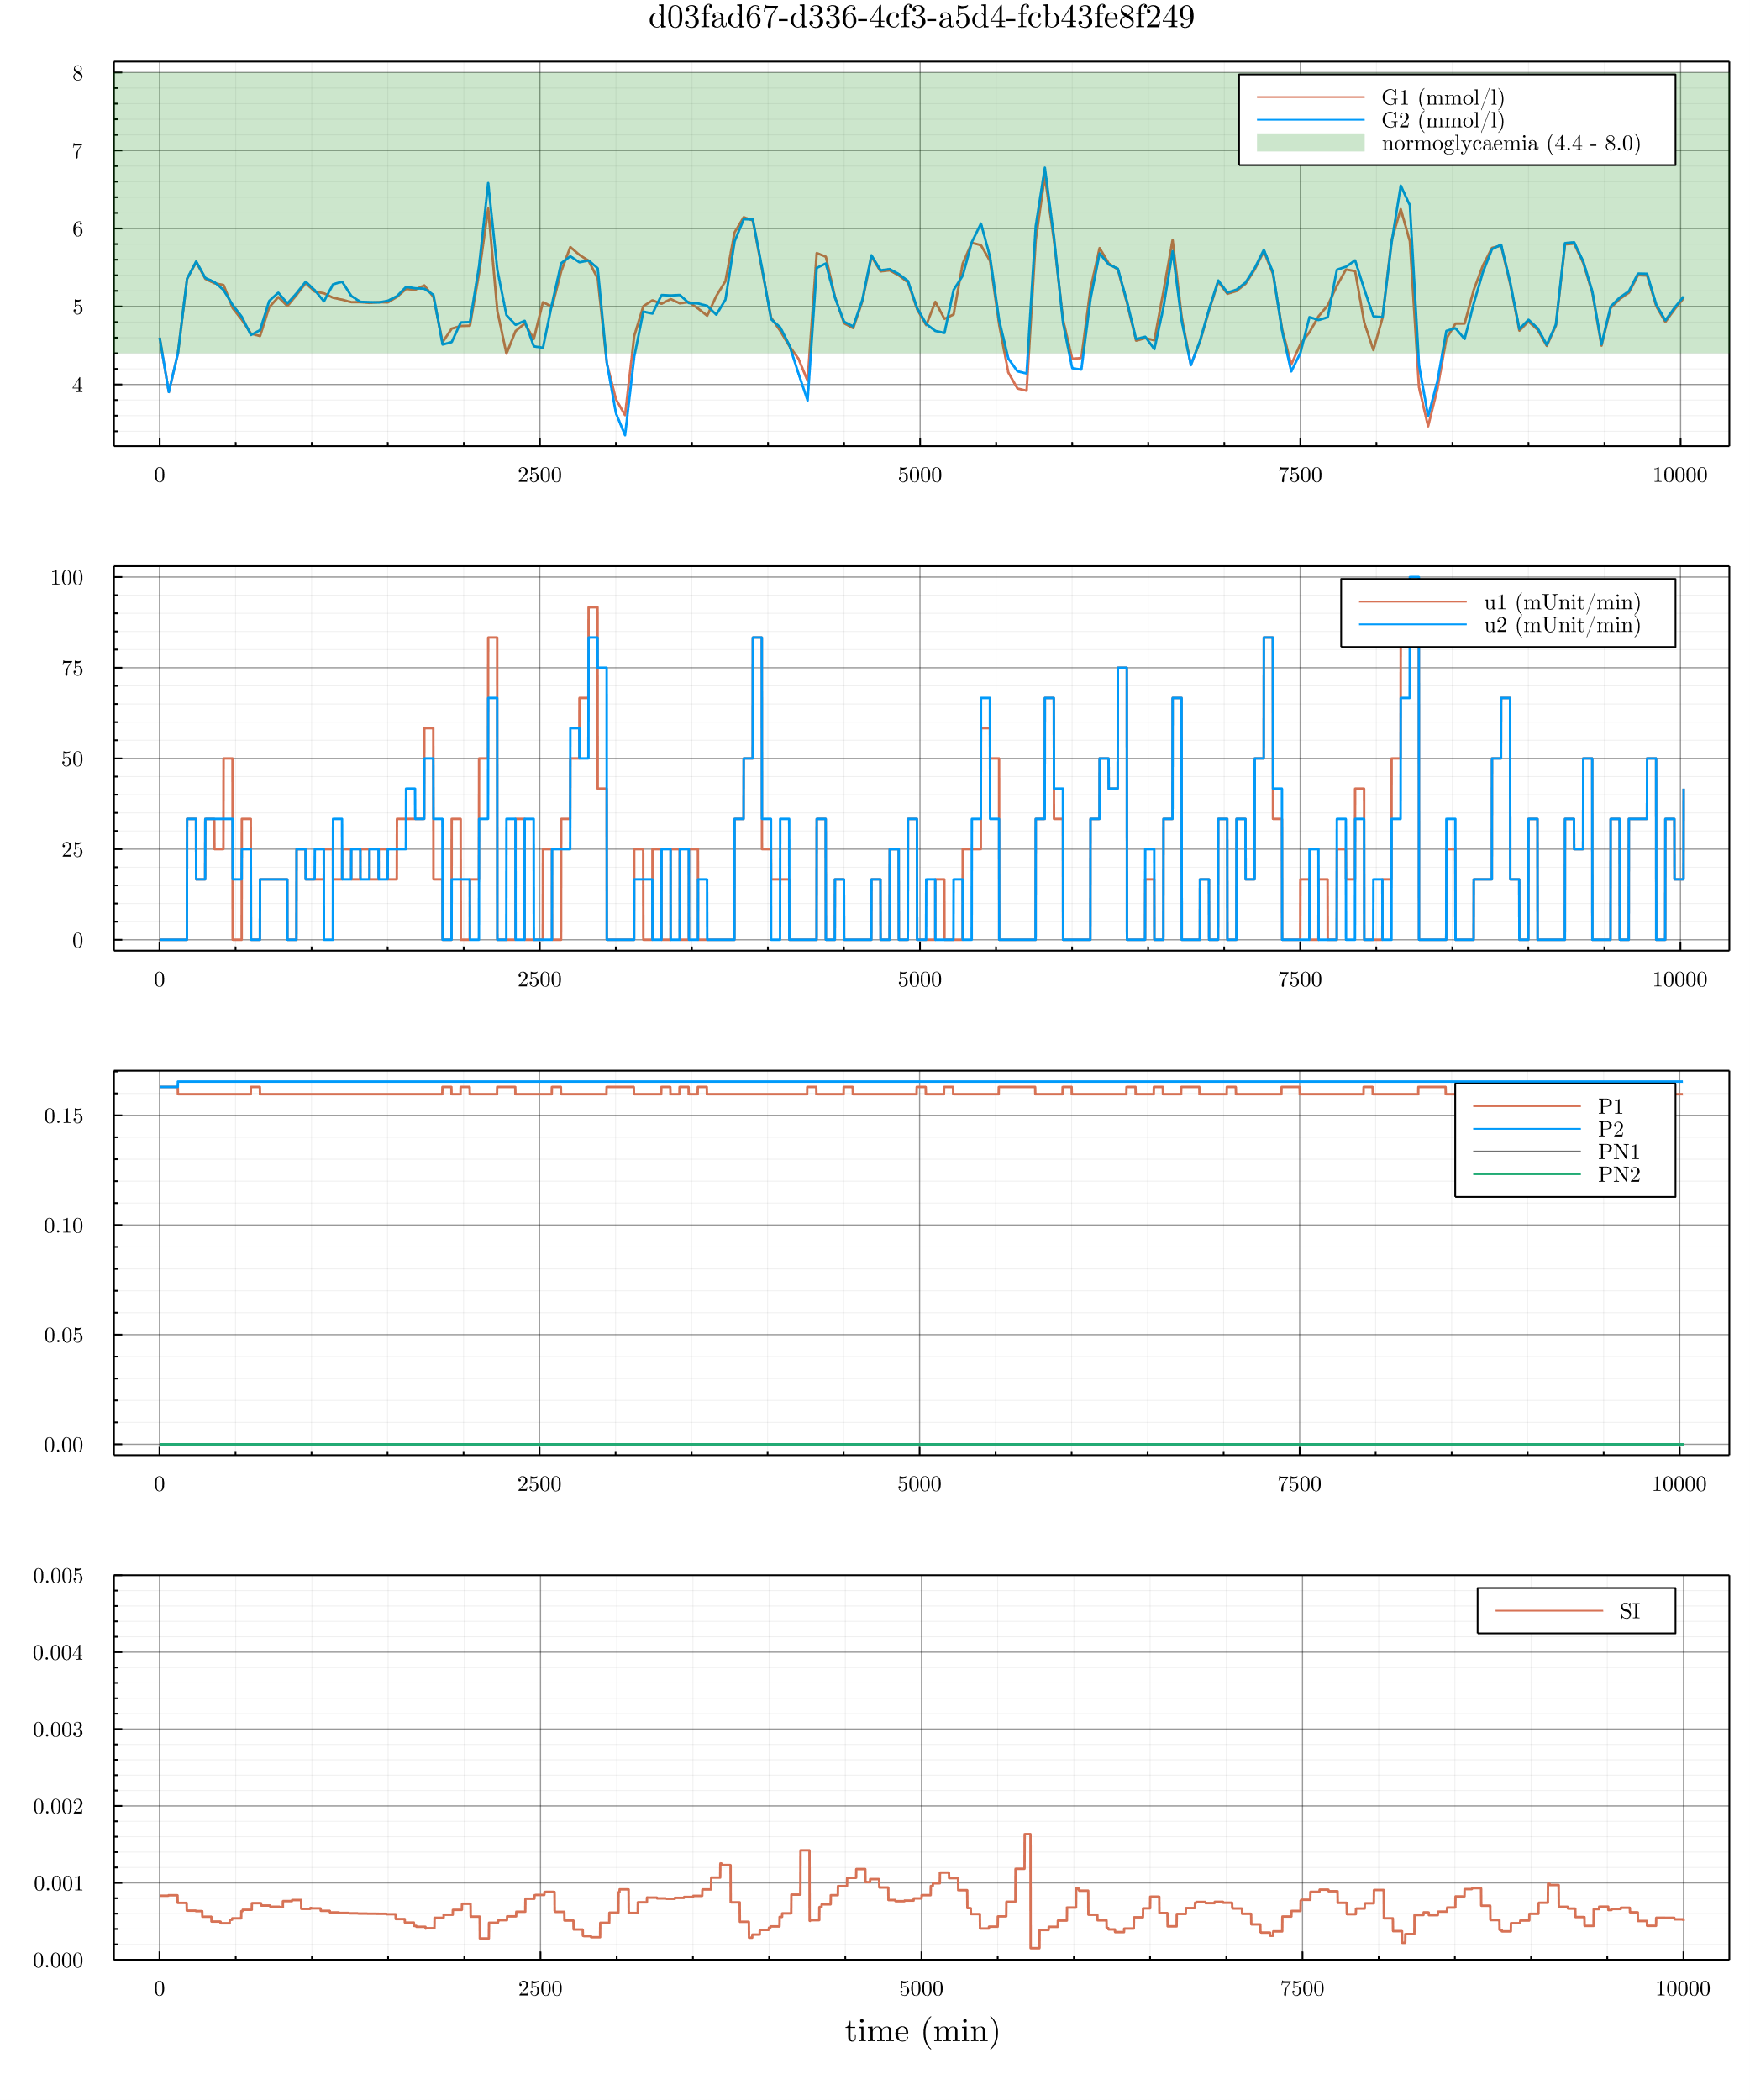 d03fad67-d336-4cf3-a5d4-fcb43fe8f249
8
7
6
5
4
G1 (mmol/l)
G2 (mmol/l)
normoglycaemia (4.4 - 8.0)
0 2500 5000 7500 10000
100
75
50
25
0
u1 (mUnit/min)
u2 (mUnit/min)
0 2500 5000 7500 10000
0.15
0.10
0.05
0.00
P1
P2
PN1
PN2
0 2500 5000 7500 10000
0.005
0.004
0.003
0.002
0.001
0.000
SI
0 2500 5000 7500 10000
time (min)